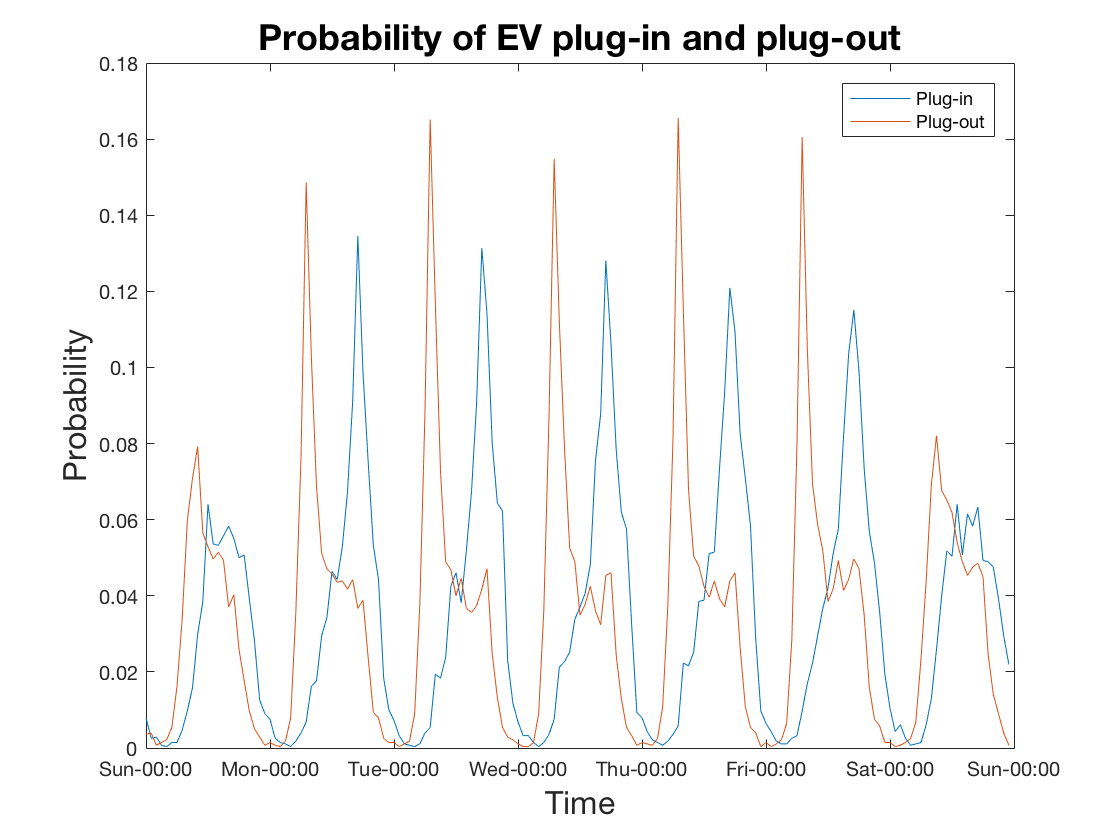 Probability of EV plug-in and plug-out
Plug-in
Plug-out
Probability
0.18
0.16
0.14
0.12
0.1
0.08
0.06
0.04
0.02
0
Sun-00:00 Mon-00:00 Tue-00:00 Wed-00:00 Thu-00:00 Fri-00:00 Sat-00:00 Sun-00:00
Time